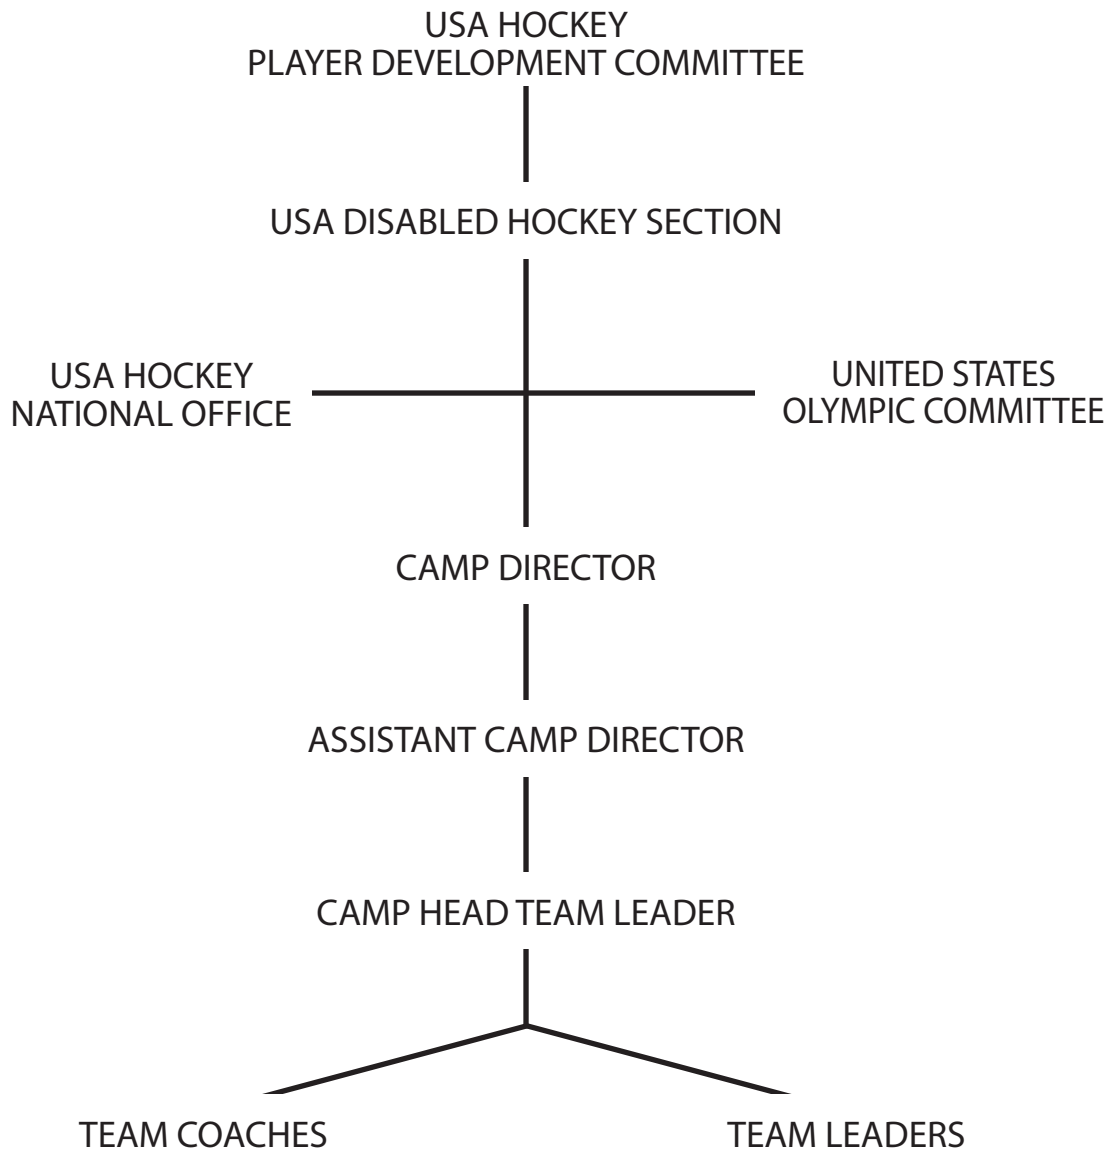 USA HOCKEY
PLAYER DEVELOPMENT COMMITTEE
USA DISABLED HOCKEY SECTION
USA HOCKEY
NATIONAL OFFICE
UNITED STATES
OLYMPIC COMMITTEE
CAMP DIRECTOR
ASSISTANT CAMP DIRECTOR
CAMP HEAD TEAM LEADER
TEAM COACHES
TEAM LEADERS